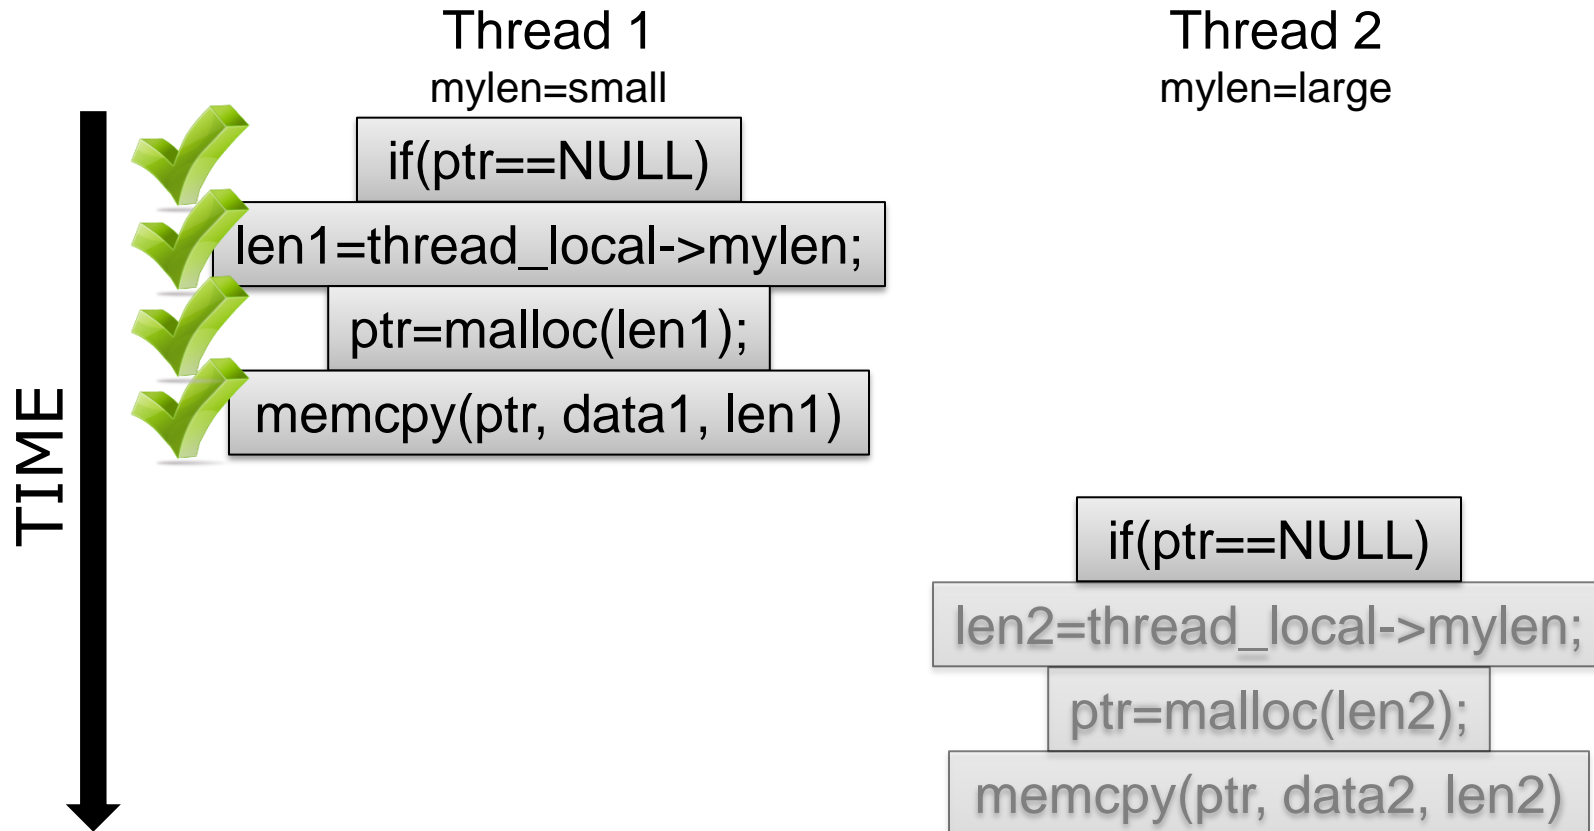 Thread 1
mylen=small
Thread 2
mylen=large
TIME
if(ptr==NULL)
len1=thread_local->mylen;
ptr=malloc(len1);
memcpy(ptr, data1, len1)
if(ptr==NULL)
len2=thread_local->mylen;
ptr=malloc(len2);
memcpy(ptr, data2, len2)